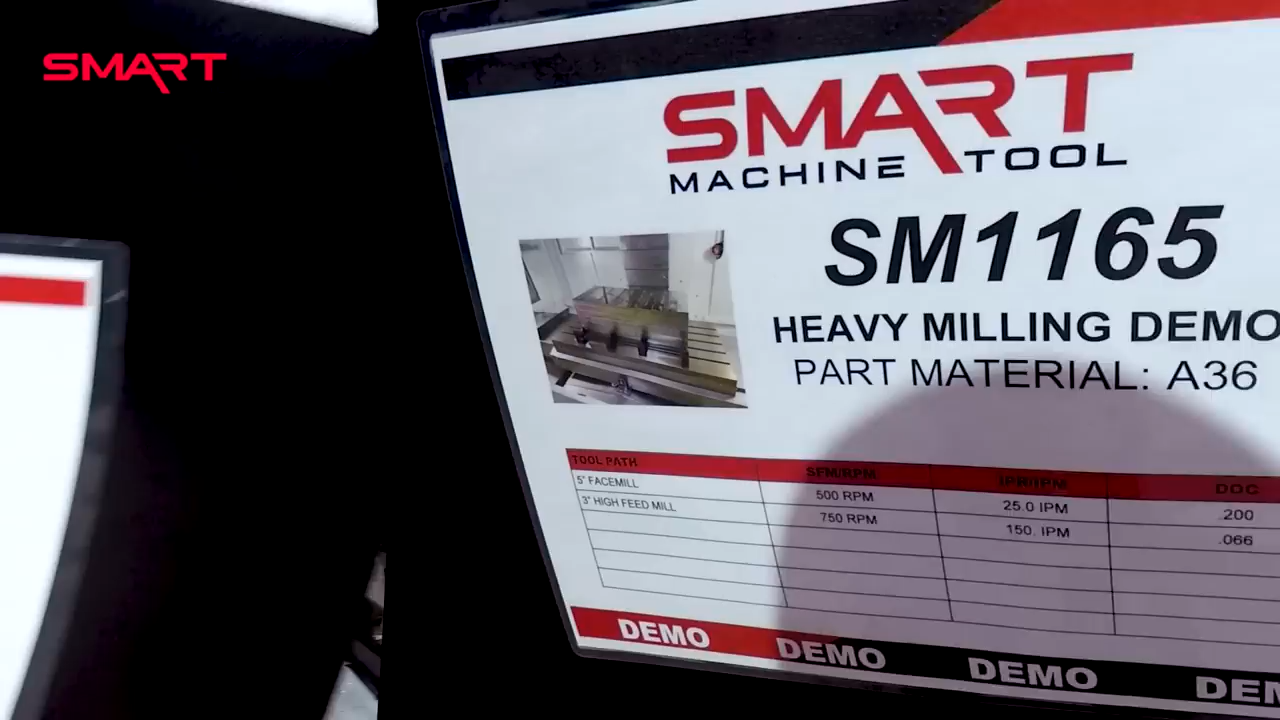 SMART
SMART
MACHINE TOOL
SM1165
HEAVY MILLING DEMO
PART MATERIAL: A36
TOOL PATH SFM/RPM IPR/IPM DOC
5" FACEMILL 500 RPM 25.0 IPM .200
3" HIGH FEED MILL 750 RPM 150. IPM .066
DEMO DEMO DEMO DEM